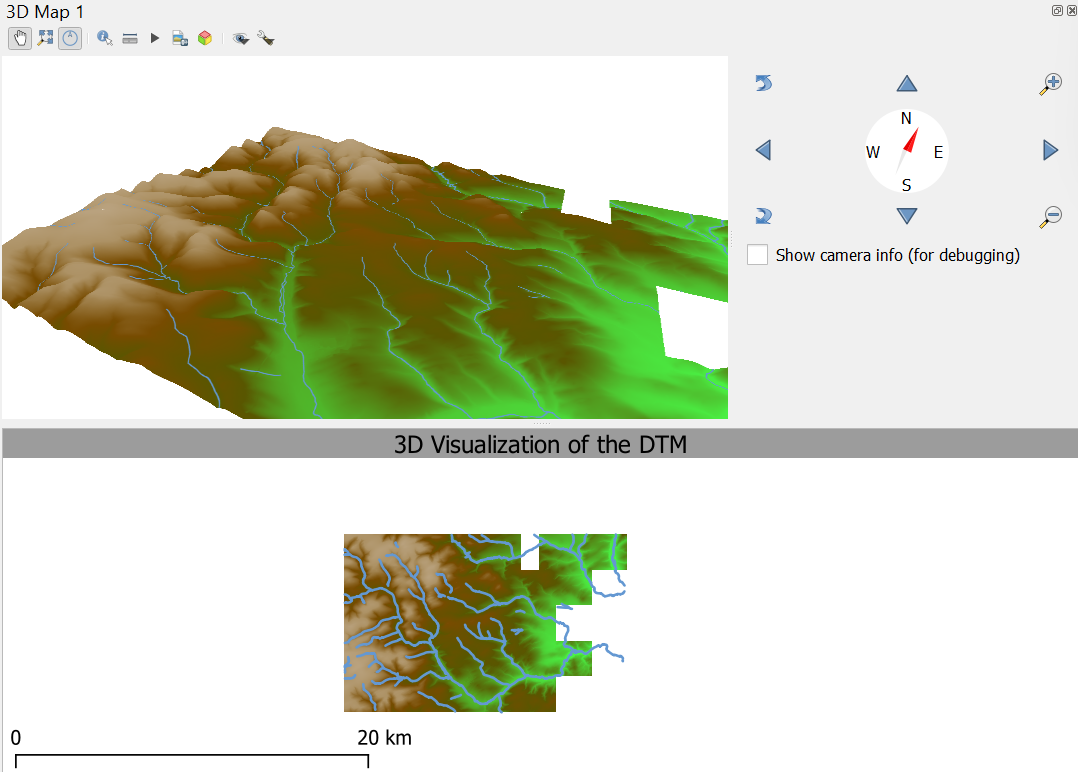 3D Map 1
N
W E
S
Show camera info (for debugging)
3D Visualization of the DTM
0 20 km